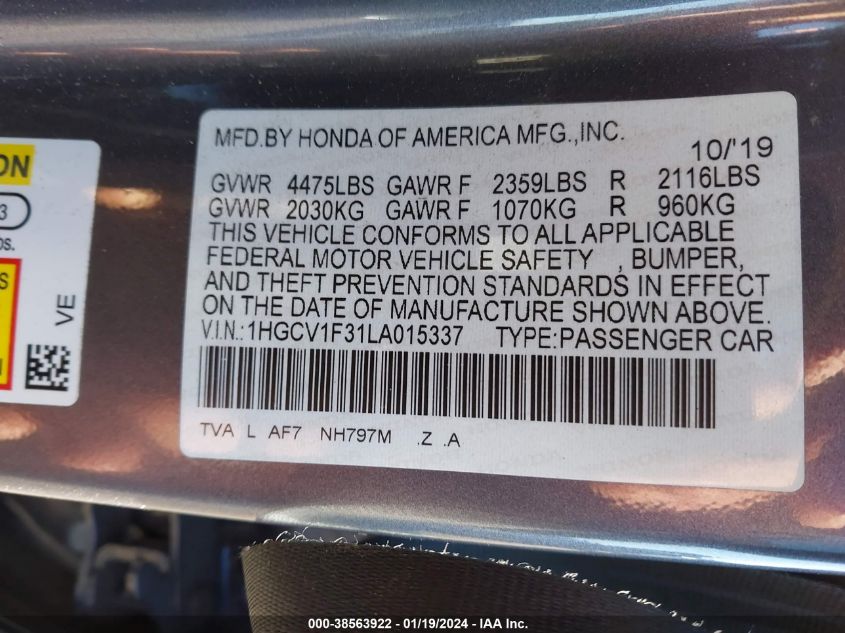 MFD.BY HONDA OF AMERICA MFG.,INC.
10/'19
GVWR 4475LBS GAWR F 2359LBS R 2116LBS
GVWR 2030KG GAWR F 1070KG R 960KG
THIS VEHICLE CONFORMS TO ALL APPLICABLE
FEDERAL MOTOR VEHICLE SAFETY , BUMPER,
AND THEFT PREVENTION STANDARDS IN EFFECT
ON THE DATE OF MANUFACTURE SHOWN ABOVE.
V.I.N.:1HGCV1F31LA015337 TYPE:PASSENGER CAR
TVA L AF7 NH797M .Z .A
VE
000-38563922 - 01/19/2024 - IAA Inc.